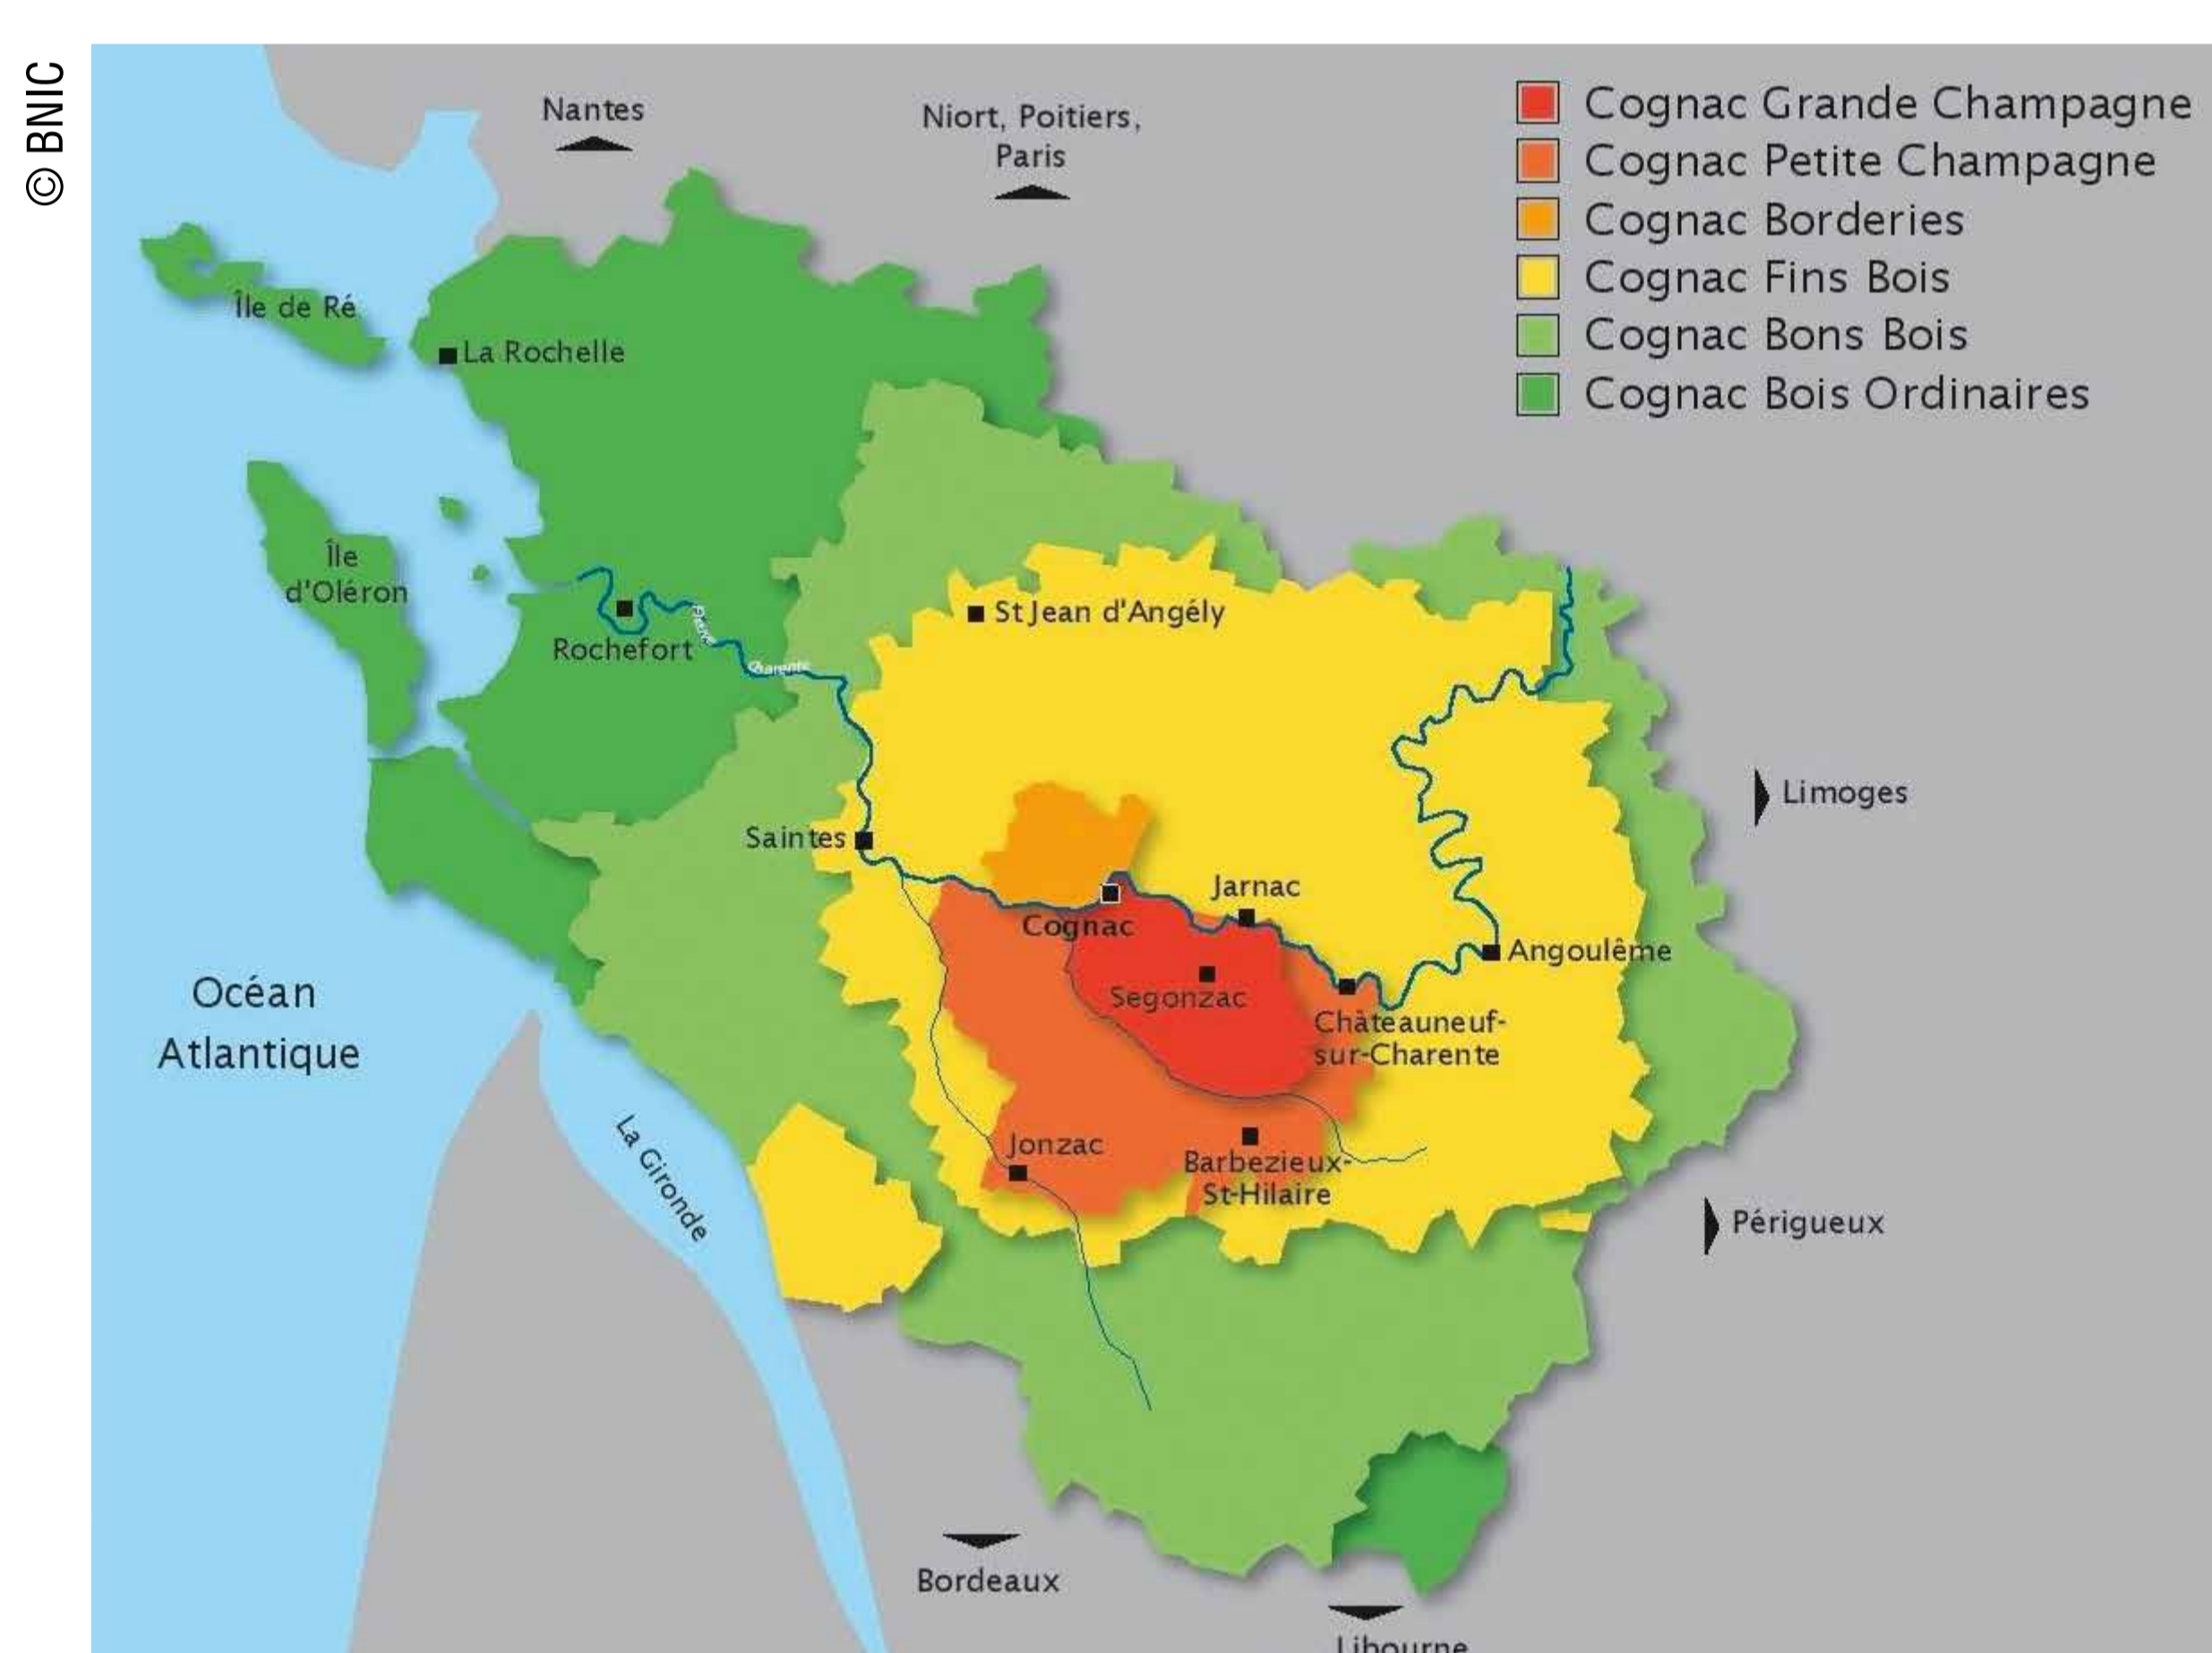 © BNIC
Nantes
Niort, Poitiers,
Paris
Cognac Grande Champagne
Cognac Petite Champagne
Cognac Borderies
Cognac Fins Bois
Cognac Bons Bois
Cognac Bois Ordinaires
Île de Ré
La Rochelle
Île
d'Oléron
Rochefort
St Jean d'Angély
Charente
Limoges
Saintes
Jarnac
Cognac
Angoulême
Segonzac
Océan
Atlantique
Châteauneuf-
sur-Charente
La Gironde
Jonzac
Barbezieux-
St-Hilaire
Périgueux
Bordeaux
Libourne